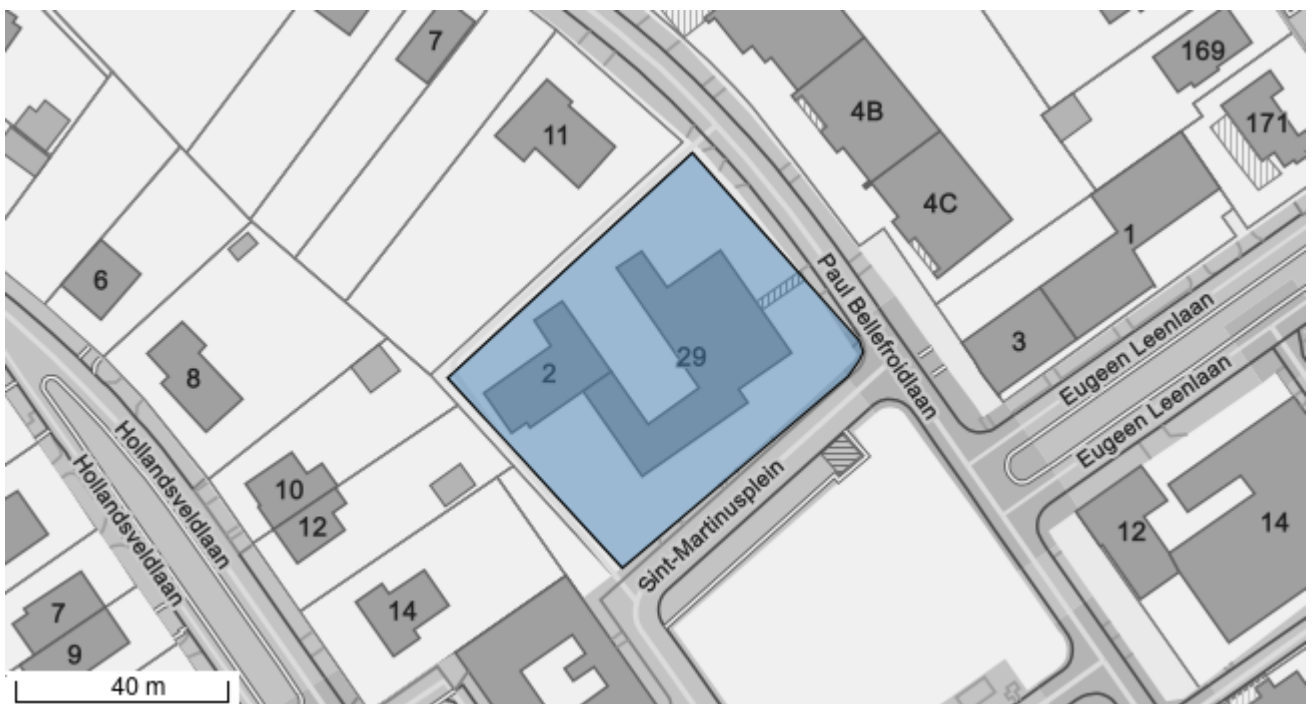 7
169
4B
171
11
4C
1
6
Paul Bellefroidlaan
Eugeen Leenlaan
3
2
29
8
Eugeen Leenlaan
Hollandsveldlaan
Hollandsveldlaan
Sint-Martinusplein
10
12
12
14
14
7
9
40 m